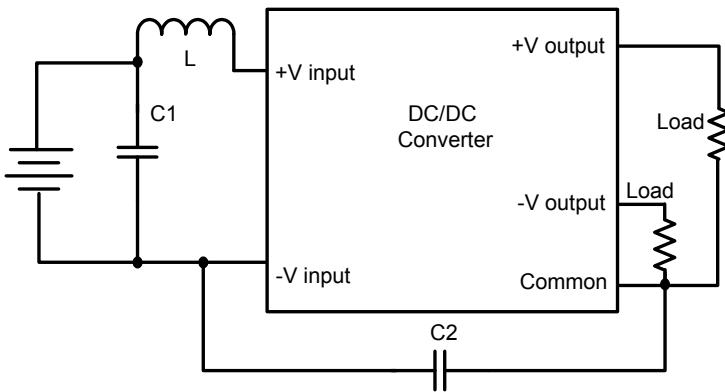 L
+V input
+V output
C1
DC/DC
Converter
Load
Load
-V output
-V input
Common
C2